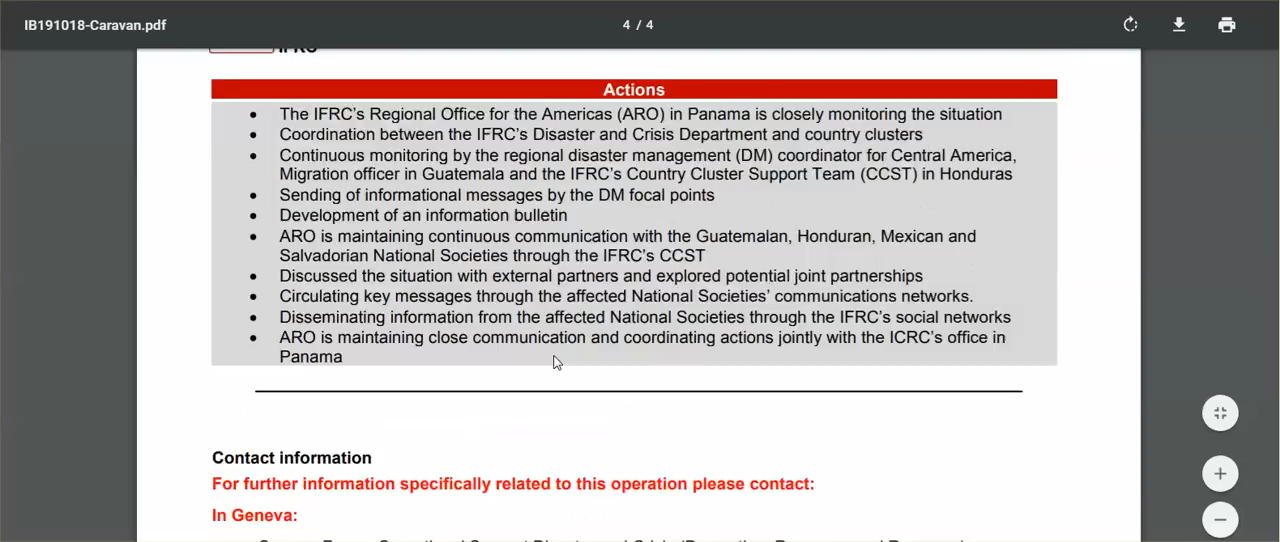 IB191018-Caravan.pdf
4 / 4
IFRC
Actions
• The IFRC's Regional Office for the Americas (ARO) in Panama is closely monitoring the situation
• Coordination between the IFRC's Disaster and Crisis Department and country clusters
• Continuous monitoring by the regional disaster management (DM) coordinator for Central America,
Migration officer in Guatemala and the IFRC's Country Cluster Support Team (CCST) in Honduras
• Sending of informational messages by the DM focal points
• Development of an information bulletin
• ARO is maintaining continuous communication with the Guatemalan, Honduran, Mexican and
Salvadorian National Societies through the IFRC's CCST
• Discussed the situation with external partners and explored potential joint partnerships
• Circulating key messages through the affected National Societies' communications networks.
• Disseminating information from the affected National Societies through the IFRC's social networks
• ARO is maintaining close communication and coordinating actions jointly with the ICRC's office in
Panama
Contact information
For further information specifically related to this operation please contact:
In Geneva: